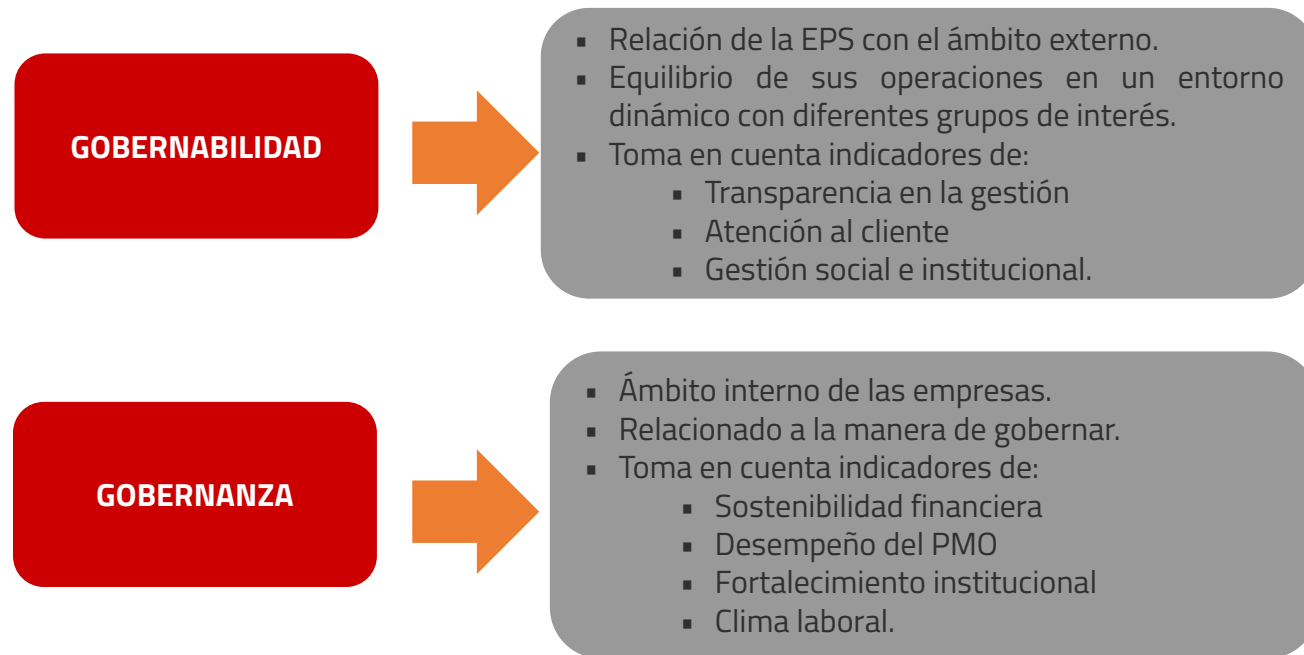 GOBERNABILIDAD
▪ Relación de la EPS con el ámbito externo.
▪ Equilibrio de sus operaciones en un entorno
dinámico con diferentes grupos de interés.
▪ Toma en cuenta indicadores de:
▪ Transparencia en la gestión
▪ Atención al cliente
▪ Gestión social e institucional.
GOBERNANZA
▪ Ámbito interno de las empresas.
▪ Relacionado a la manera de gobernar.
▪ Toma en cuenta indicadores de:
▪ Sostenibilidad financiera
▪ Desempeño del PMO
▪ Fortalecimiento institucional
▪ Clima laboral.